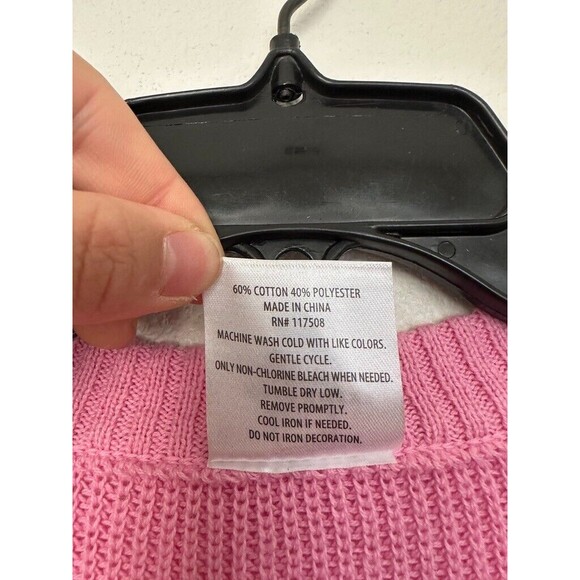 60% COTTON 40% POLYESTER
MADE IN CHINA
RN# 117508
MACHINE WASH COLD WITH LIKE COLORS.
GENTLE CYCLE.
ONLY NON-CHLORINE BLEACH WHEN NEEDED.
TUMBLE DRY LOW.
REMOVE PROMPTLY.
COOL IRON IF NEEDED.
DO NOT IRON DECORATION.